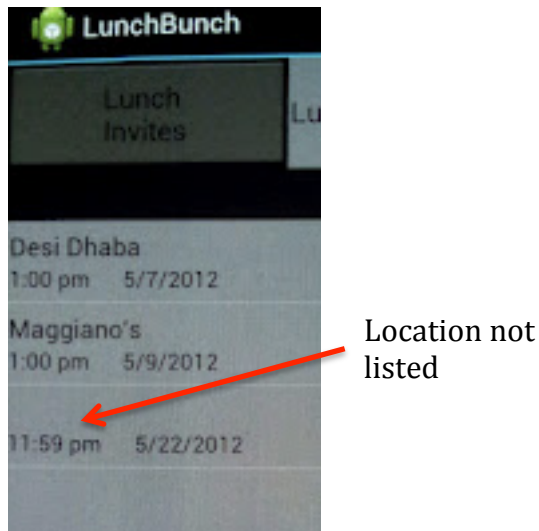 LunchBunch
Lunch
Invites
Lu
Desi Dhaba
1:00 pm 5/7/2012
Maggiano's
1:00 pm 5/9/2012
11:59 pm 5/22/2012
Location not
listed